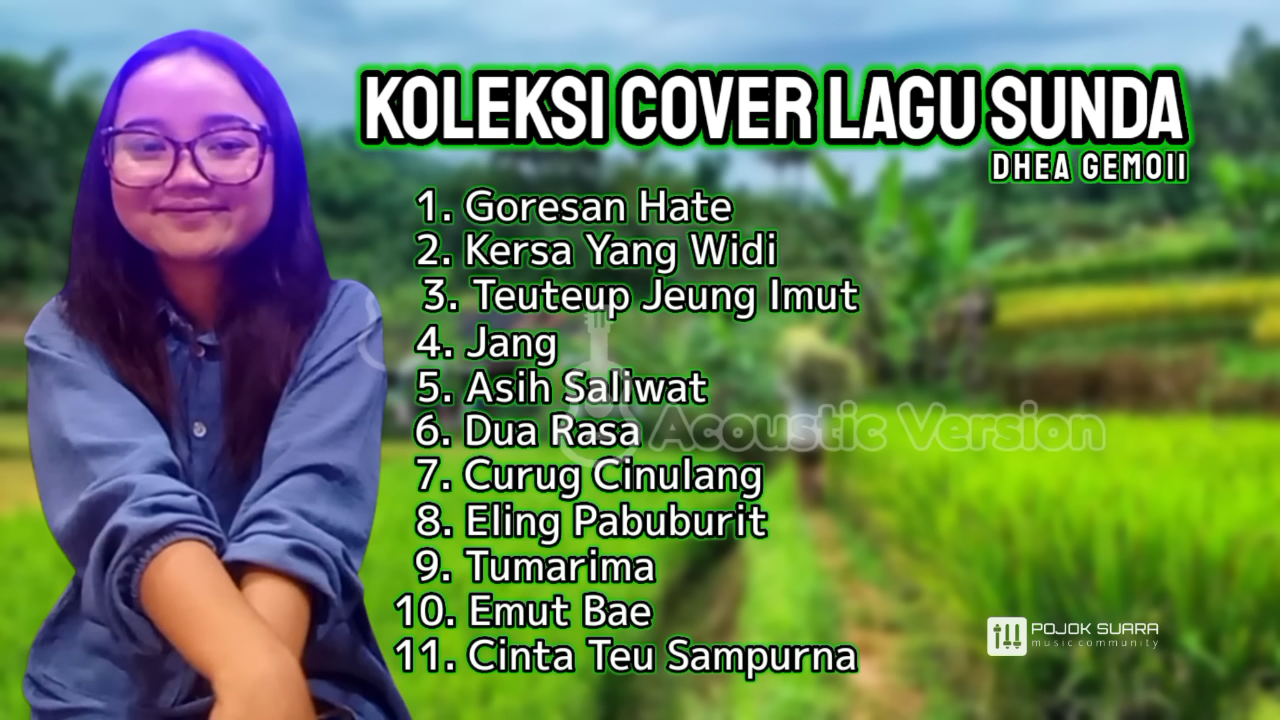 KOLEKSI COVER LAGU SUNDA
DHEA GEMOII
1. Goresan Hate
2. Kersa Yang Widi
3. Teuteup Jeung Imut
4. Jang
5. Asih Saliwat
6. Dua Rasa
Acoustic Version
7. Curug Cinulang
8. Eling Pabuburit
9. Tumarima
10. Emut Bae
11. Cinta Teu Sampurna
POJOK SUARA
music community